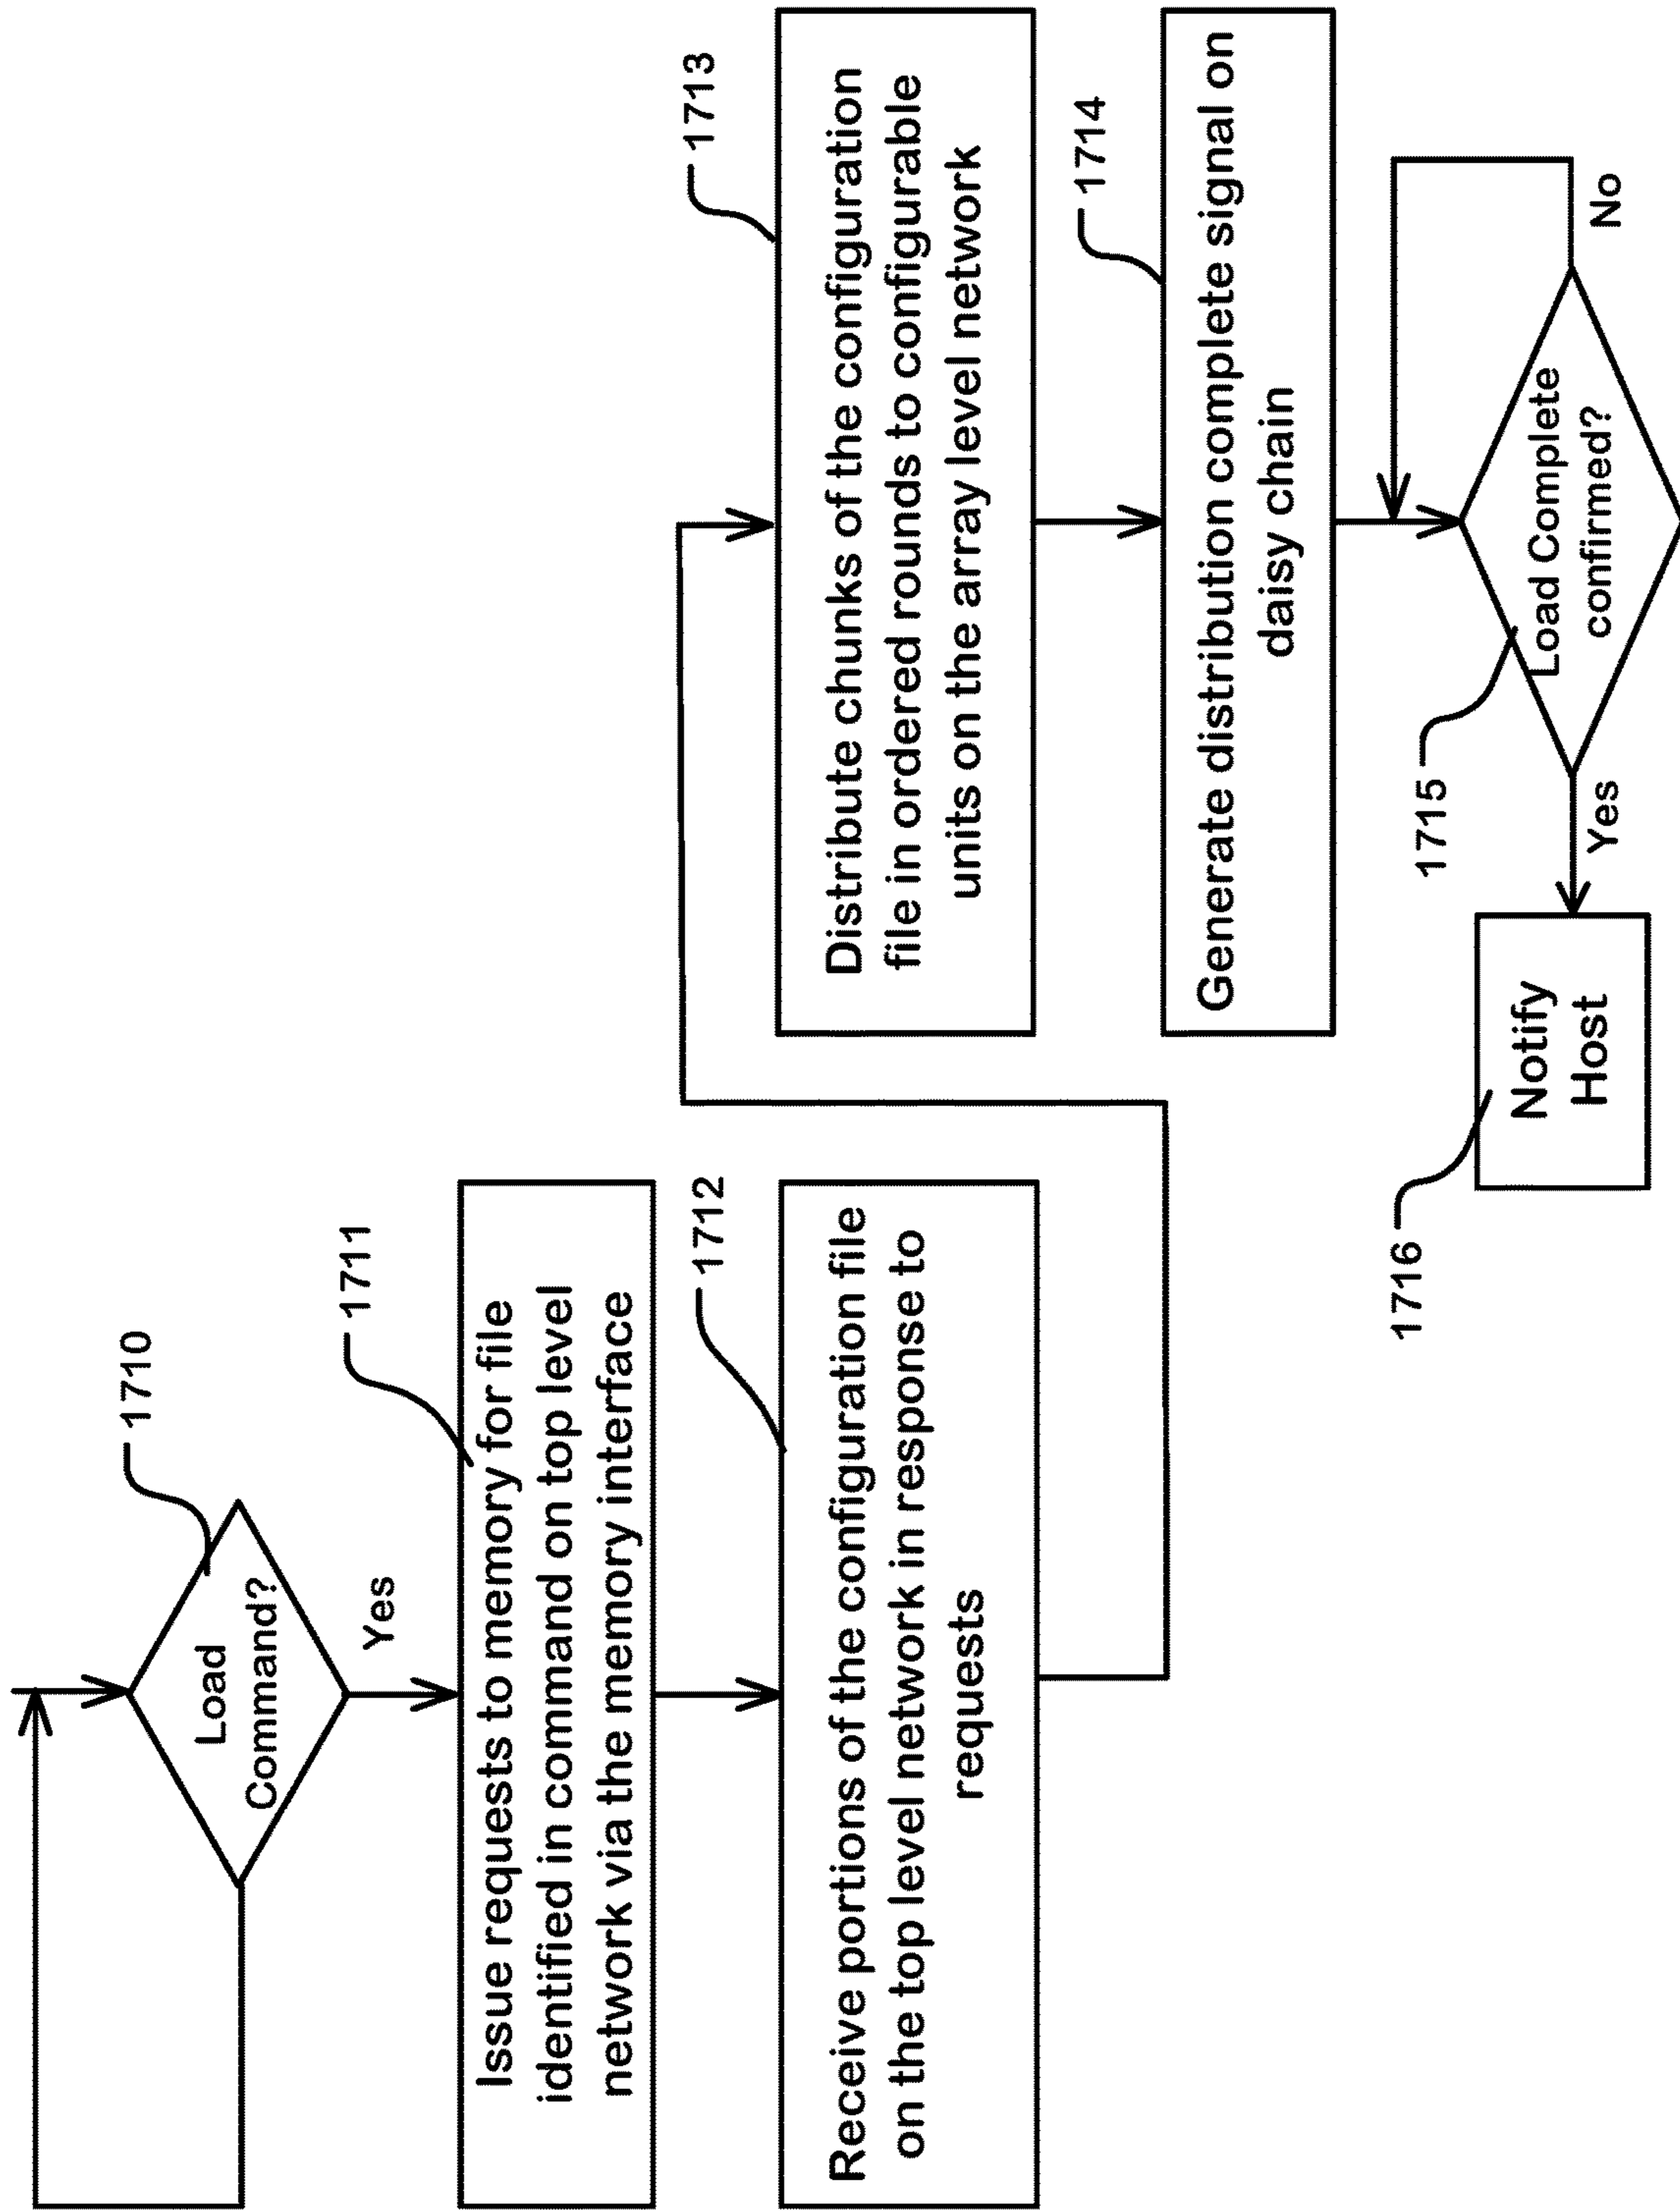 1710
Load
Command?
Yes
1711
Issue requests to memory for file
identified in command on top level
network via the memory interface
1712
Receive portions of the configuration file
on the top level network in response to
requests
1713
Distribute chunks of the configuration
file in ordered rounds to configurable
units on the array level network
1714
Generate distribution complete signal on
daisy chain
1715
Load Complete
confirmed?
No
Yes
1716
Notify
Host